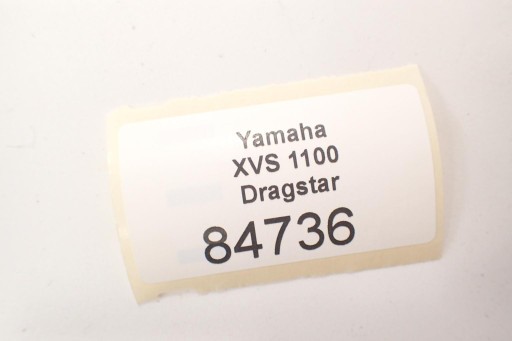 Yamaha
XVS 1100
Dragstar
84736